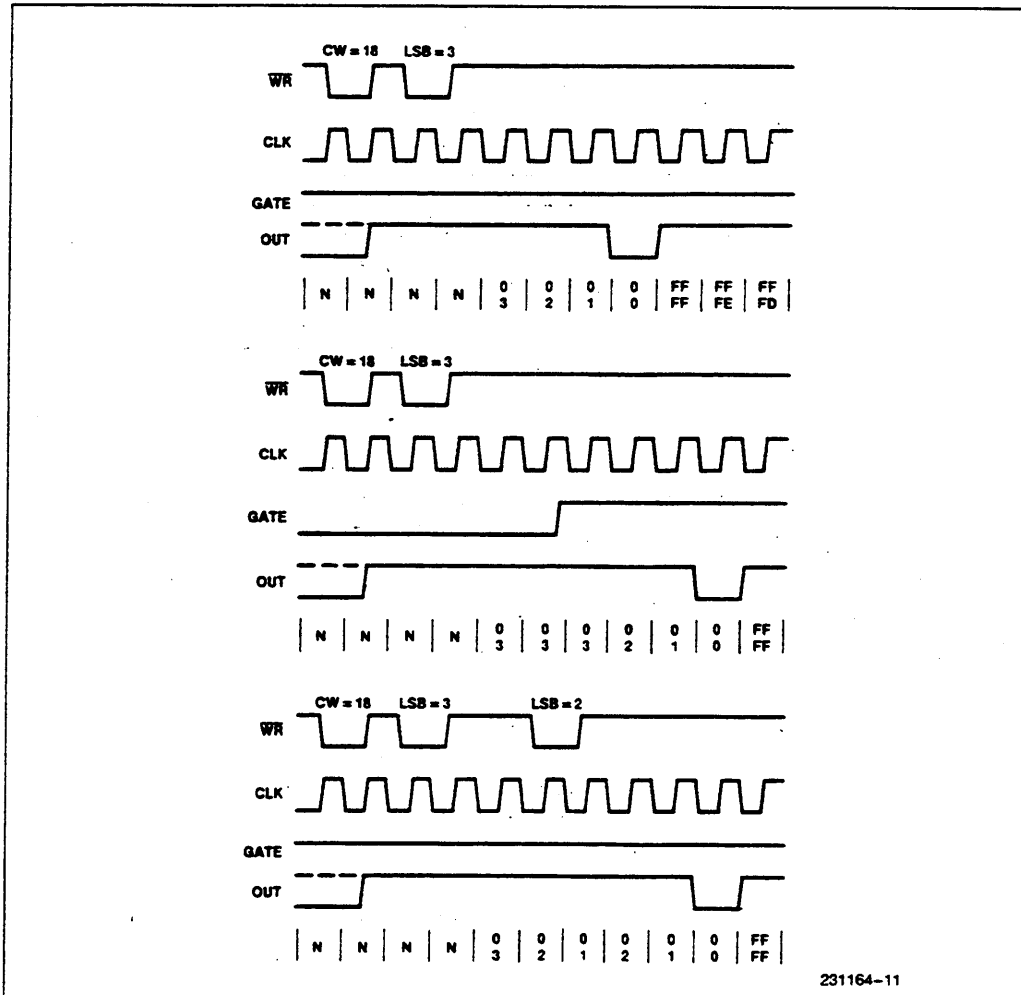 CW = 18 LSB = 3
WR
CLK
GATE
OUT
N N N N 0 0 0 0 FF FF FF
3 2 1 0 FF FE FD
CW = 18 LSB = 3
WR
CLK
GATE
OUT
N N N N 0 0 0 0 0 0 FF
3 3 3 2 1 0 FF
CW = 18 LSB = 3 LSB = 2
WR
CLK
GATE
OUT
N N N N 0 0 0 0 0 0 FF
3 2 1 2 1 0 FF
231164-11